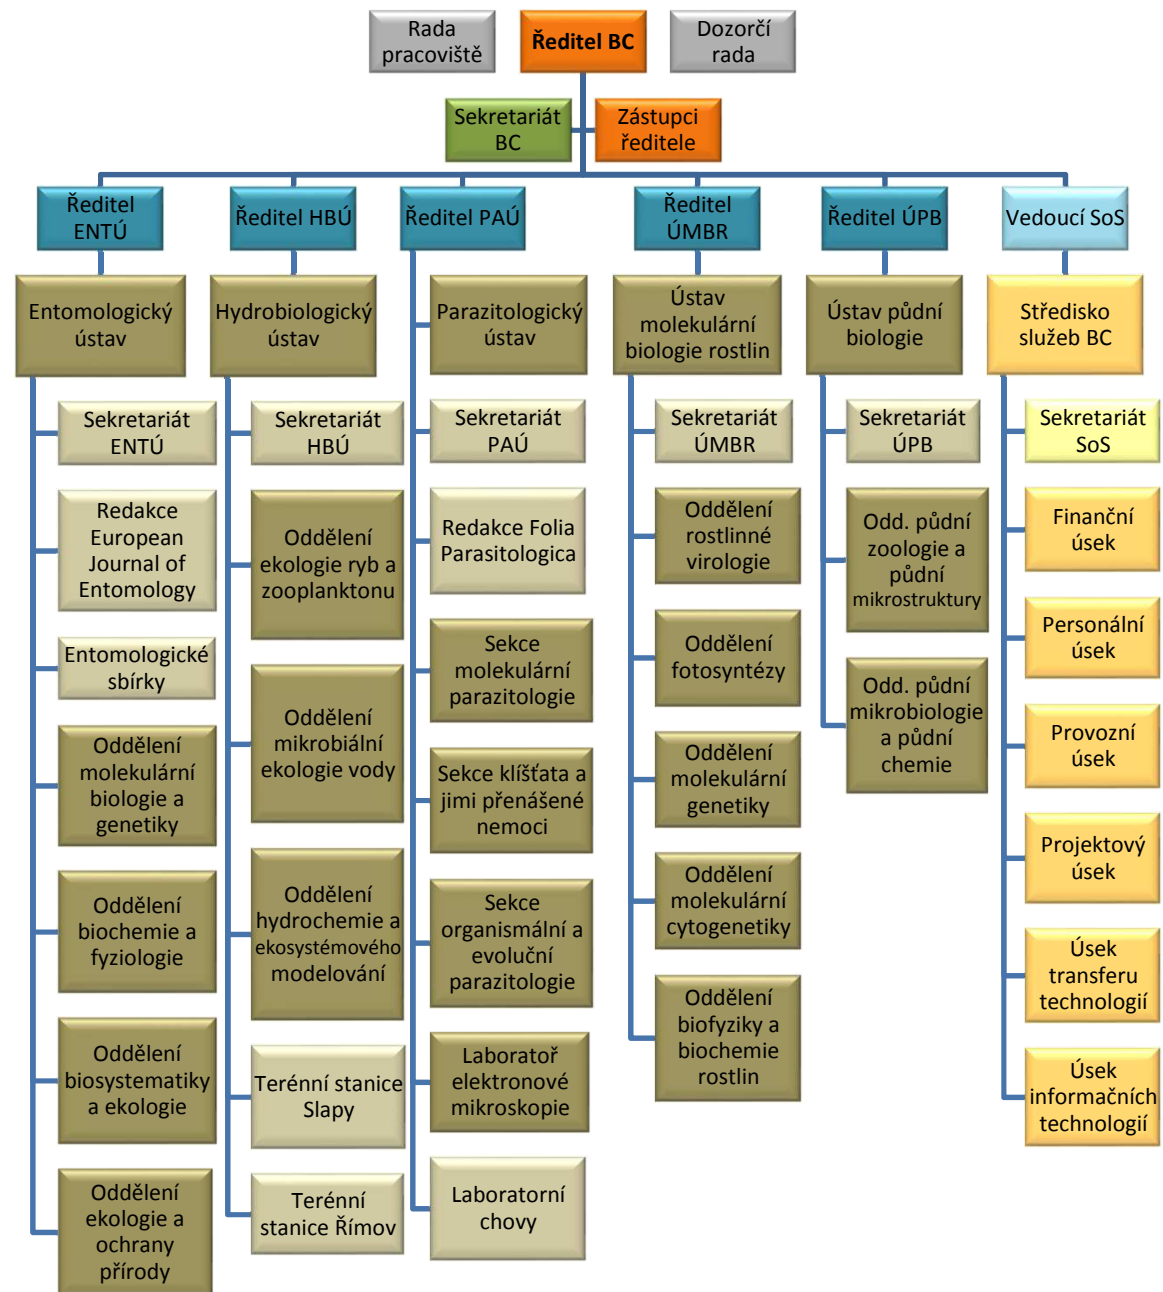 Rada
pracoviště
Ředitel BC
Dozorčí
rada
Sekretariát
BC
Zástupci
ředitele
Ředitel
ENTÚ
Ředitel HBÚ
Ředitel PAÚ
Ředitel
ÚMBR
Ředitel ÚPB
Vedoucí SoS
Entomologický
ústav
Sekretariát
ENTÚ
Redakce
European
Journal of
Entomology
Entomologické
sbírky
Oddělení
molekulární
biologie a
genetiky
Oddělení
biochemie a
fyziologie
Oddělení
biosystematiky
a ekologie
Oddělení
ekologie a
ochrany
přírody
Hydrobiologický
ústav
Sekretariát
HBÚ
Oddělení
ekologie ryb a
zooplanktonu
Oddělení
mikrobiální
ekologie vody
Oddělení
hydrochemie a
ekosystémového
modelování
Terénní stanice
Slapy
Terénní
stanice Římov
Parazitologický
ústav
Sekretariát
PAÚ
Redakce Folia
Parasitologica
Sekce
molekulární
parazitologie
Sekce klíšťata a
jimi přenášené
nemoci
Sekce
organismální a
evoluční
parazitologie
Laboratoř
elektronové
mikroskopie
Laboratorní
chovy
Ústav
molekulární
biologie rostlin
Sekretariát
ÚMBR
Oddělení
rostlinné
virologie
Oddělení
fotosyntézy
Oddělení
molekulární
genetiky
Oddělení
molekulární
cytogenetiky
Oddělení
biofyziky a
biochemie
rostlin
Ústav půdní
biologie
Sekretariát
ÚPB
Odd. půdní
zoologie a
půdní
mikrostruktury
Odd. půdní
mikrobiologie
a půdní
chemie
Středisko
služeb BC
Sekretariát
SoS
Finanční
úsek
Personální
úsek
Provozní
úsek
Projektový
úsek
Úsek
transferu
technologií
Úsek
informačních
technologií